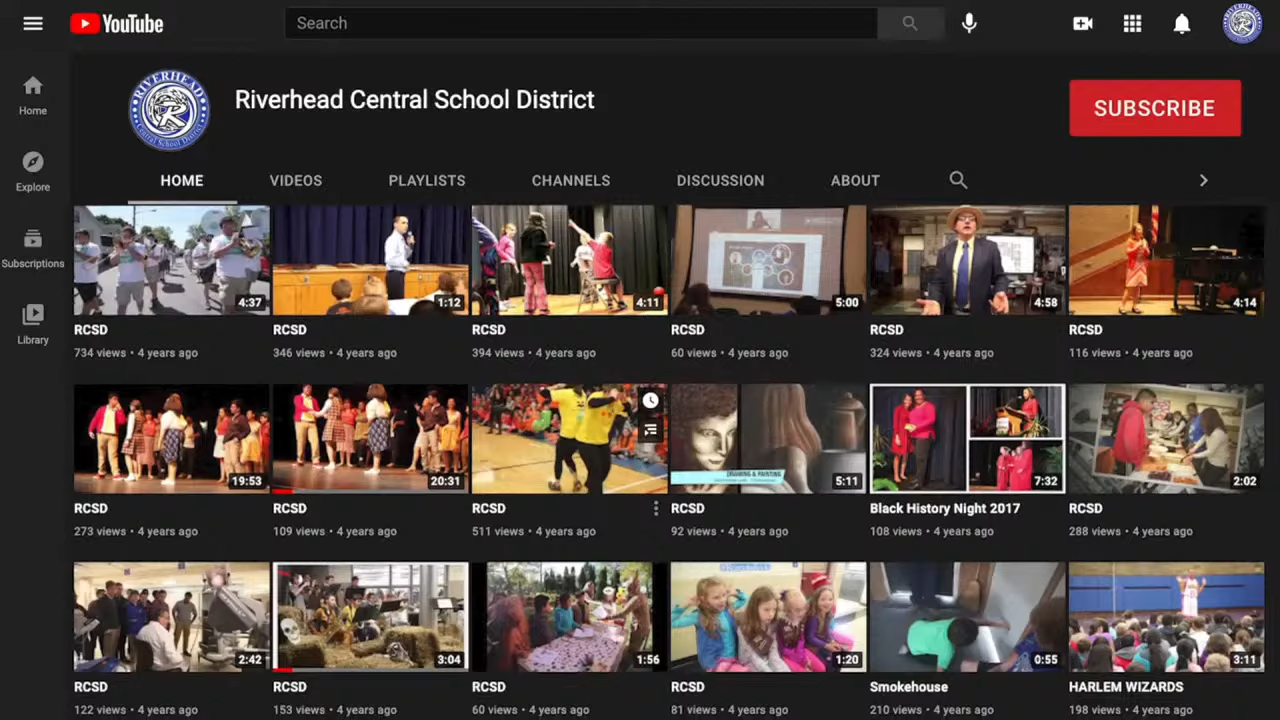 YouTube
Search
Home
Explore
Subscriptions
Library
RIVERHEAD
Central School District
Riverhead Central School District
SUBSCRIBE
HOME VIDEOS PLAYLISTS CHANNELS DISCUSSION ABOUT
4:37 1:12 4:11 5:00 4:58 4:14
RCSD RCSD RCSD RCSD RCSD RCSD
734 views • 4 years ago 346 views • 4 years ago 394 views • 4 years ago 60 views • 4 years ago 324 views • 4 years ago 116 views • 4 years ago
DRAWING & PAINTING
19:53 20:31 5:11 7:32 2:02
RCSD RCSD RCSD RCSD Black History Night 2017 RCSD
273 views • 4 years ago 109 views • 4 years ago 511 views • 4 years ago 92 views • 4 years ago 108 views • 4 years ago 288 views • 4 years ago
2:42 3:04 1:56 1:20 0:55 3:11
RCSD RCSD RCSD RCSD Smokehouse HARLEM WIZARDS
122 views • 4 years ago 153 views • 4 years ago 60 views • 4 years ago 81 views • 4 years ago 210 views • 4 years ago 198 views • 4 years ago